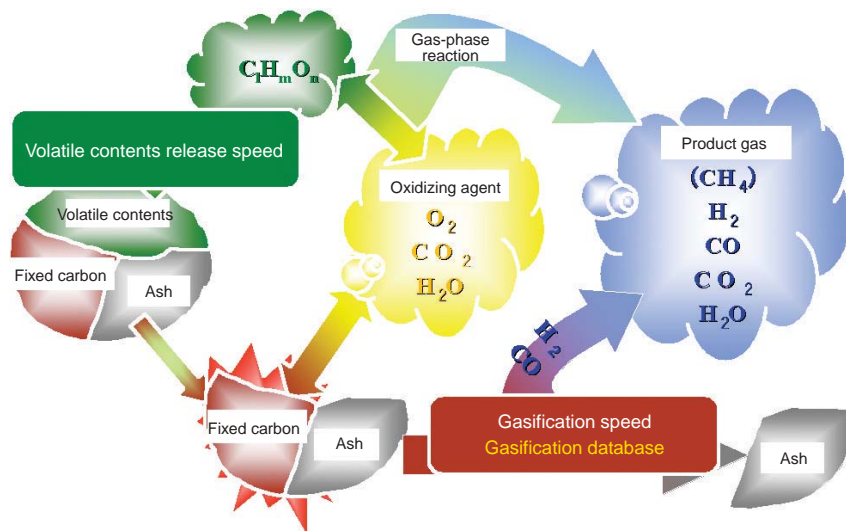 Gas-phase
reaction
C₁HₘOₙ
Volatile contents release speed
Product gas
(CH₄)
H₂
CO
CO₂
H₂O
Oxidizing agent
O₂
CO₂
H₂O
Volatile contents
Fixed carbon
Ash
H₂
CO
Fixed carbon
Ash
Gasification speed
Gasification database
Ash